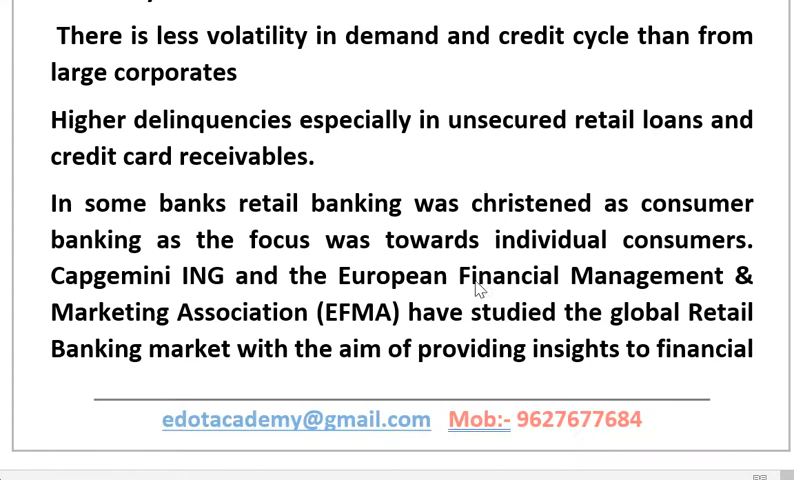 There is less volatility in demand and credit cycle than from
large corporates
Higher delinquencies especially in unsecured retail loans and
credit card receivables.
In some banks retail banking was christened as consumer
banking as the focus was towards individual consumers.
Capgemini ING and the European Financial Management &
Marketing Association (EFMA) have studied the global Retail
Banking market with the aim of providing insights to financial
edotacademy@gmail.com Mob:- 9627677684